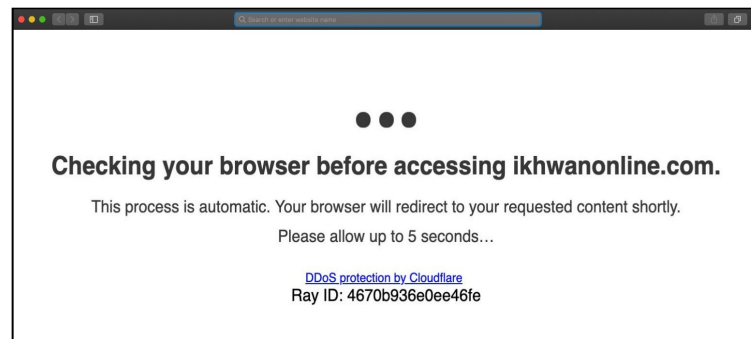 Search or enter website name
Checking your browser before accessing ikhwanonline.com.
This process is automatic. Your browser will redirect to your requested content shortly.
Please allow up to 5 seconds…
DDoS protection by Cloudflare
Ray ID: 4670b936e0ee46fe